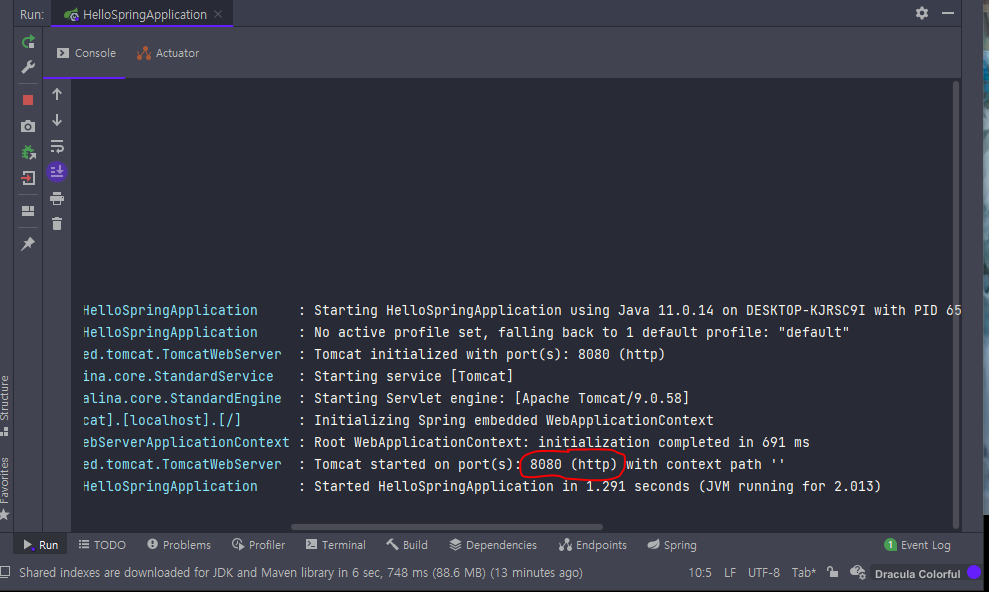 Run: HelloSpringApplication
Console Actuator
HelloSpringApplication : Starting HelloSpringApplication using Java 11.0.14 on DESKTOP-KJRSC9I with PID 65
HelloSpringApplication : No active profile set, falling back to 1 default profile: "default"
ed.tomcat.TomcatWebServer : Tomcat initialized with port(s): 8080 (http)
ina.core.StandardService : Starting service [Tomcat]
alina.core.StandardEngine : Starting Servlet engine: [Apache Tomcat/9.0.58]
cat].[localhost].[/] : Initializing Spring embedded WebApplicationContext
ebServerApplicationContext : Root WebApplicationContext: initialization completed in 691 ms
ed.tomcat.TomcatWebServer : Tomcat started on port(s): 8080 (http) with context path ''
HelloSpringApplication : Started HelloSpringApplication in 1.291 seconds (JVM running for 2.013)
Structure
Favorites
Run TODO Problems Profiler Terminal Build Dependencies Endpoints Spring 1 Event Log
Shared indexes are downloaded for JDK and Maven library in 6 sec, 748 ms (88.6 MB) (13 minutes ago) 10:5 LF UTF-8 Tab* Dracula Colorful